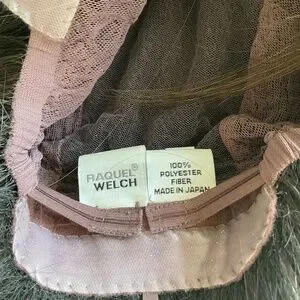 RAQUEL®
WELCH
100%
POLYESTER
FIBER
MADE IN JAPAN